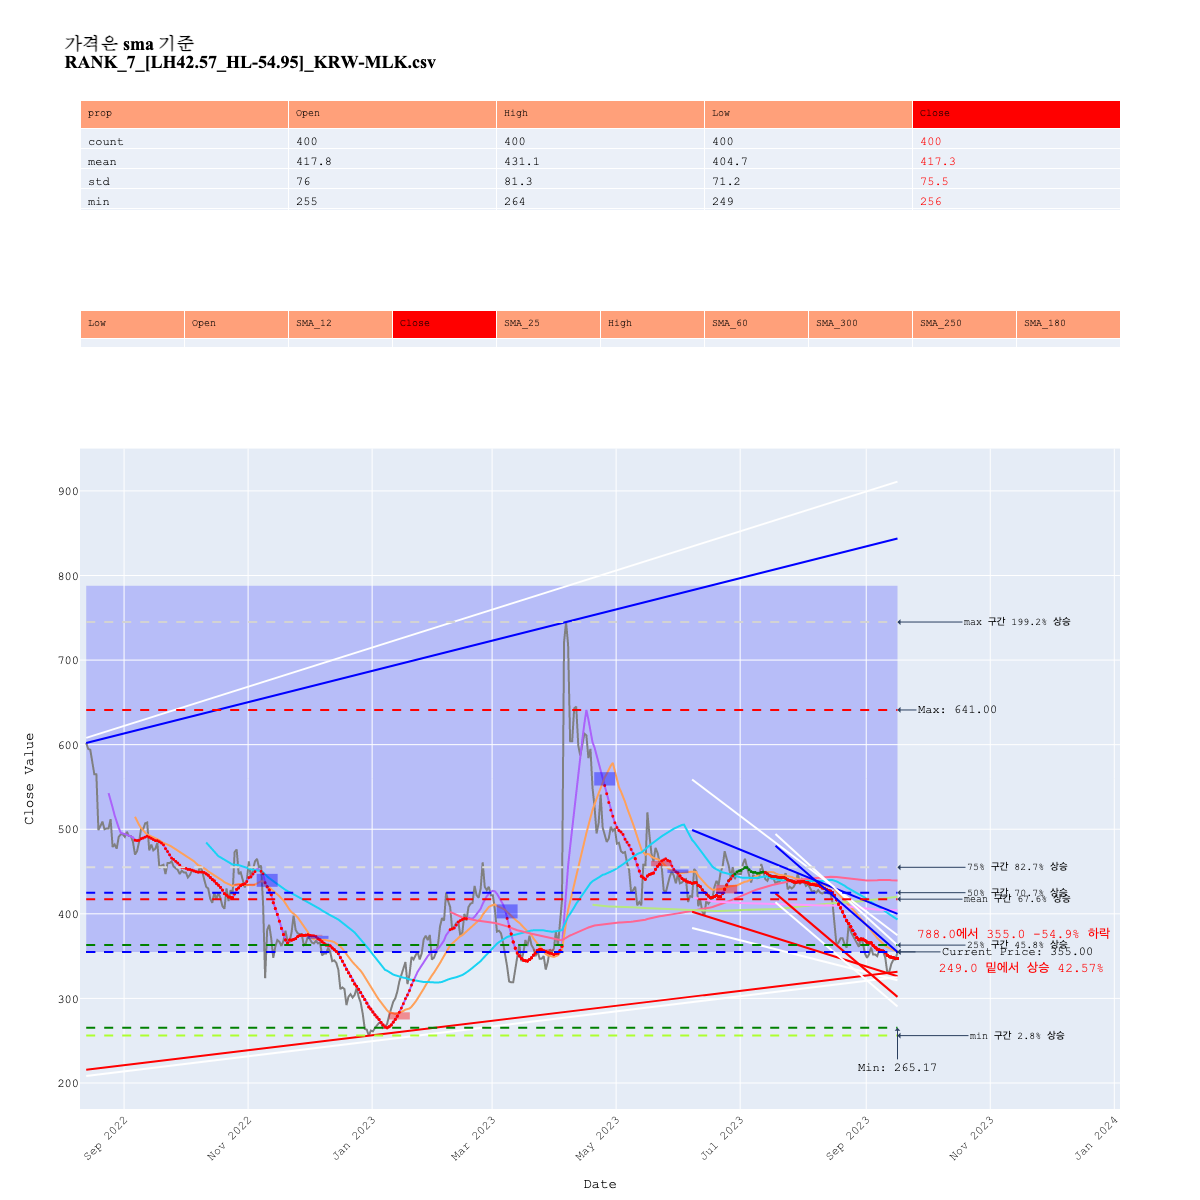 가격은 sma 기준
RANK_7_[LH42.57_HL-54.95]_KRW-MLK.csv
prop Open High Low Close
count 400 400 400 400
mean 417.8 431.1 404.7 417.3
std 76 81.3 71.2 75.5
min 255 264 249 256
Low Open SMA_12 Close SMA_25 High SMA_60 SMA_300 SMA_250 SMA_180
900
800
max 구간 199.2% 상승
700
Max: 641.00
600
Close Value
500
75% 구간 82.7% 상승
50% 구간 70.7% 상승
mean 구간 67.6% 상승
400
788.0에서 355.0 -54.9% 하락
25% 구간 45.8% 상승
Current Price: 355.00
249.0 밑에서 상승 42.57%
300
min 구간 2.8% 상승
Min: 265.17
200
Sep 2022 Nov 2022 Jan 2023 Mar 2023 May 2023 Jul 2023 Sep 2023 Nov 2023 Jan 2024
Date